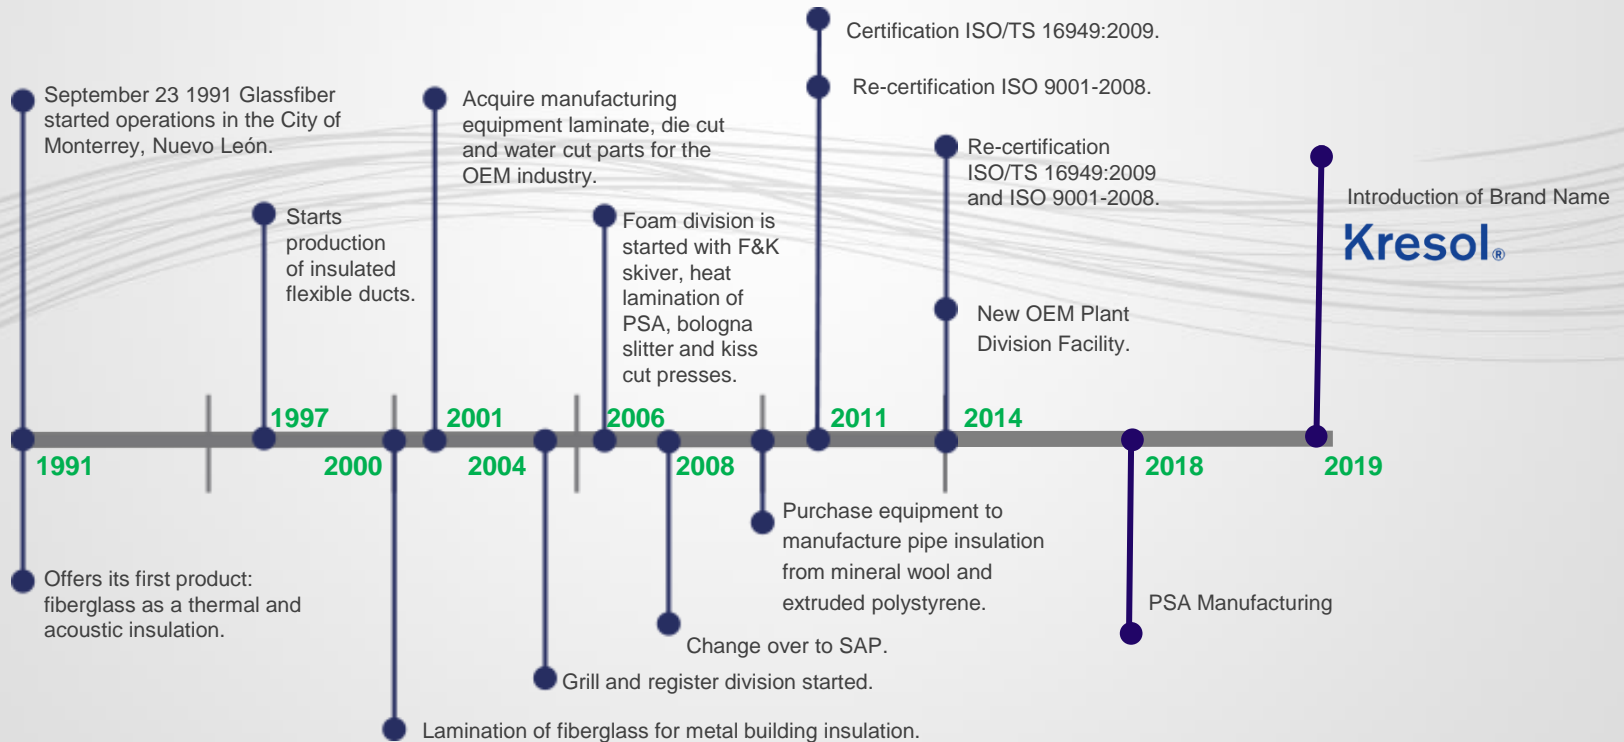 September 23 1991 Glassfiber
started operations in the City of
Monterrey, Nuevo León.
Starts
production
of insulated
flexible ducts.
Acquire manufacturing
equipment laminate, die cut
and water cut parts for the
OEM industry.
Foam division is
started with F&K
skiver, heat
lamination of
PSA, bologna
slitter and kiss
cut presses.
Certification ISO/TS 16949:2009.
Re-certification ISO 9001-2008.
Re-certification
ISO/TS 16949:2009
and ISO 9001-2008.
New OEM Plant
Division Facility.
Introduction of Brand Name
Kresol®
1997
2001
2006
2011
2014
1991
2000
2004
2008
2018
2019
Offers its first product:
fiberglass as a thermal and
acoustic insulation.
Purchase equipment to
manufacture pipe insulation
from mineral wool and
extruded polystyrene.
PSA Manufacturing
Change over to SAP.
Grill and register division started.
Lamination of fiberglass for metal building insulation.